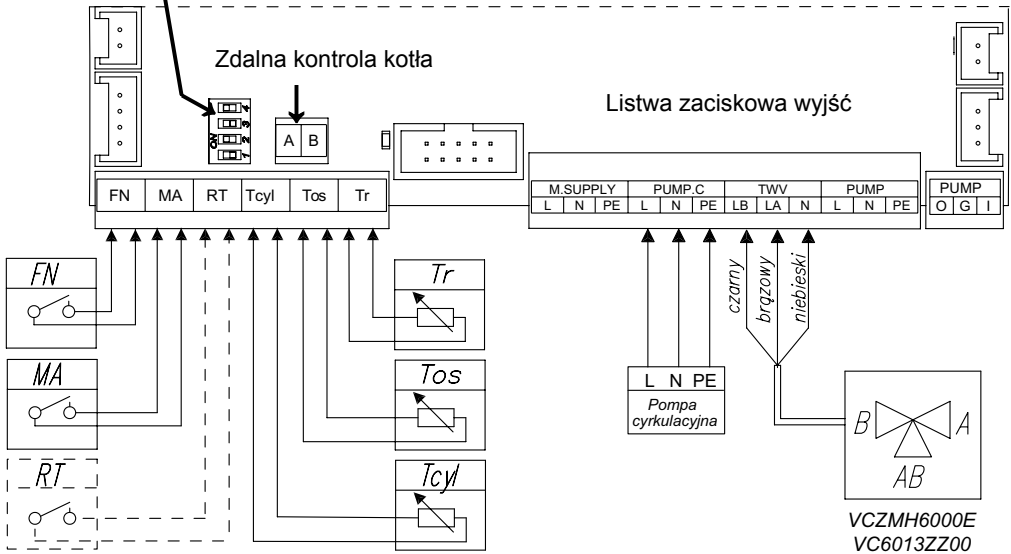 Zdalna kontrola kotła
Listwa zaciskowa wyjść
ON
1 2 3 4
A B
FN MA RT Tcyl Tos Tr
M.SUPPLY PUMP.C TWV PUMP
L N PE L N PE LB LA N L N PE
PUMP
O G I
FN
MA
RT
Tr
Tos
Tcyl
czarny
brązowy
niebieski
L N PE
Pompa
cyrkulacyjna
B A
AB
VCZMH6000E
VC6013ZZ00